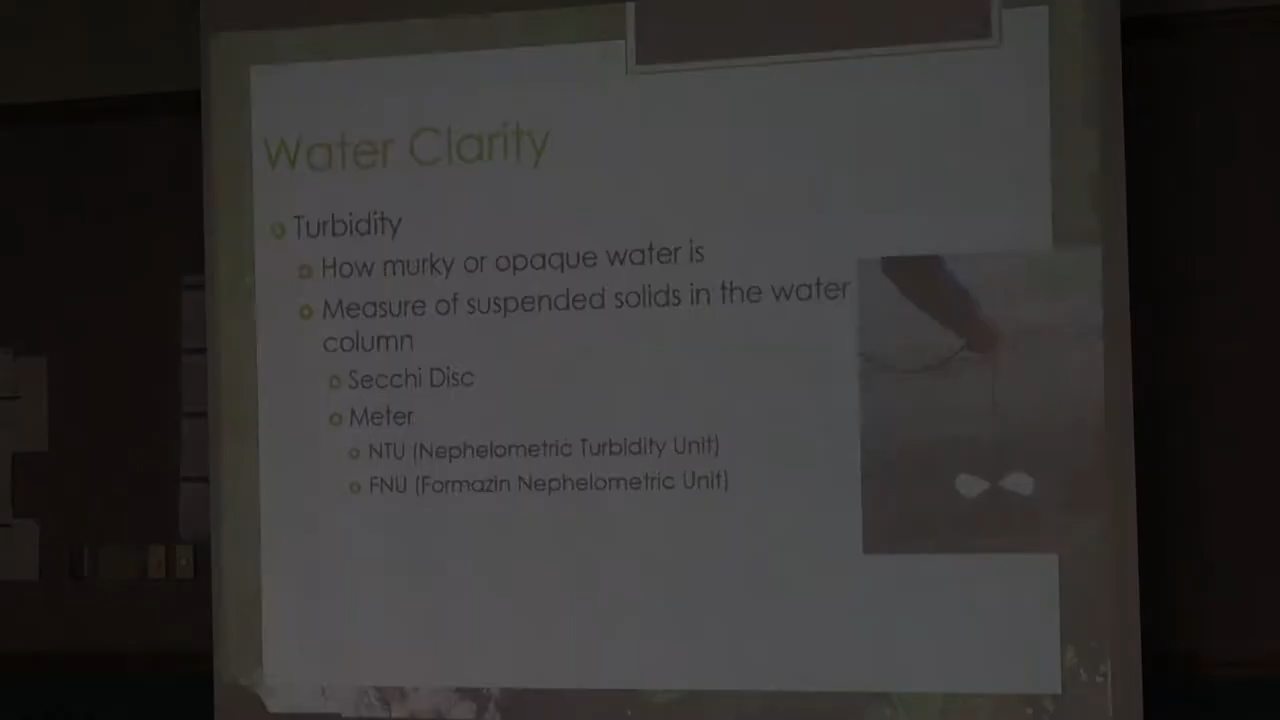 Water Clarity
Turbidity
How murky or opaque water is
Measure of suspended solids in the water
column
Secchi Disc
Meter
NTU (Nephelometric Turbidity Unit)
FNU (Formazin Nephelometric Unit)